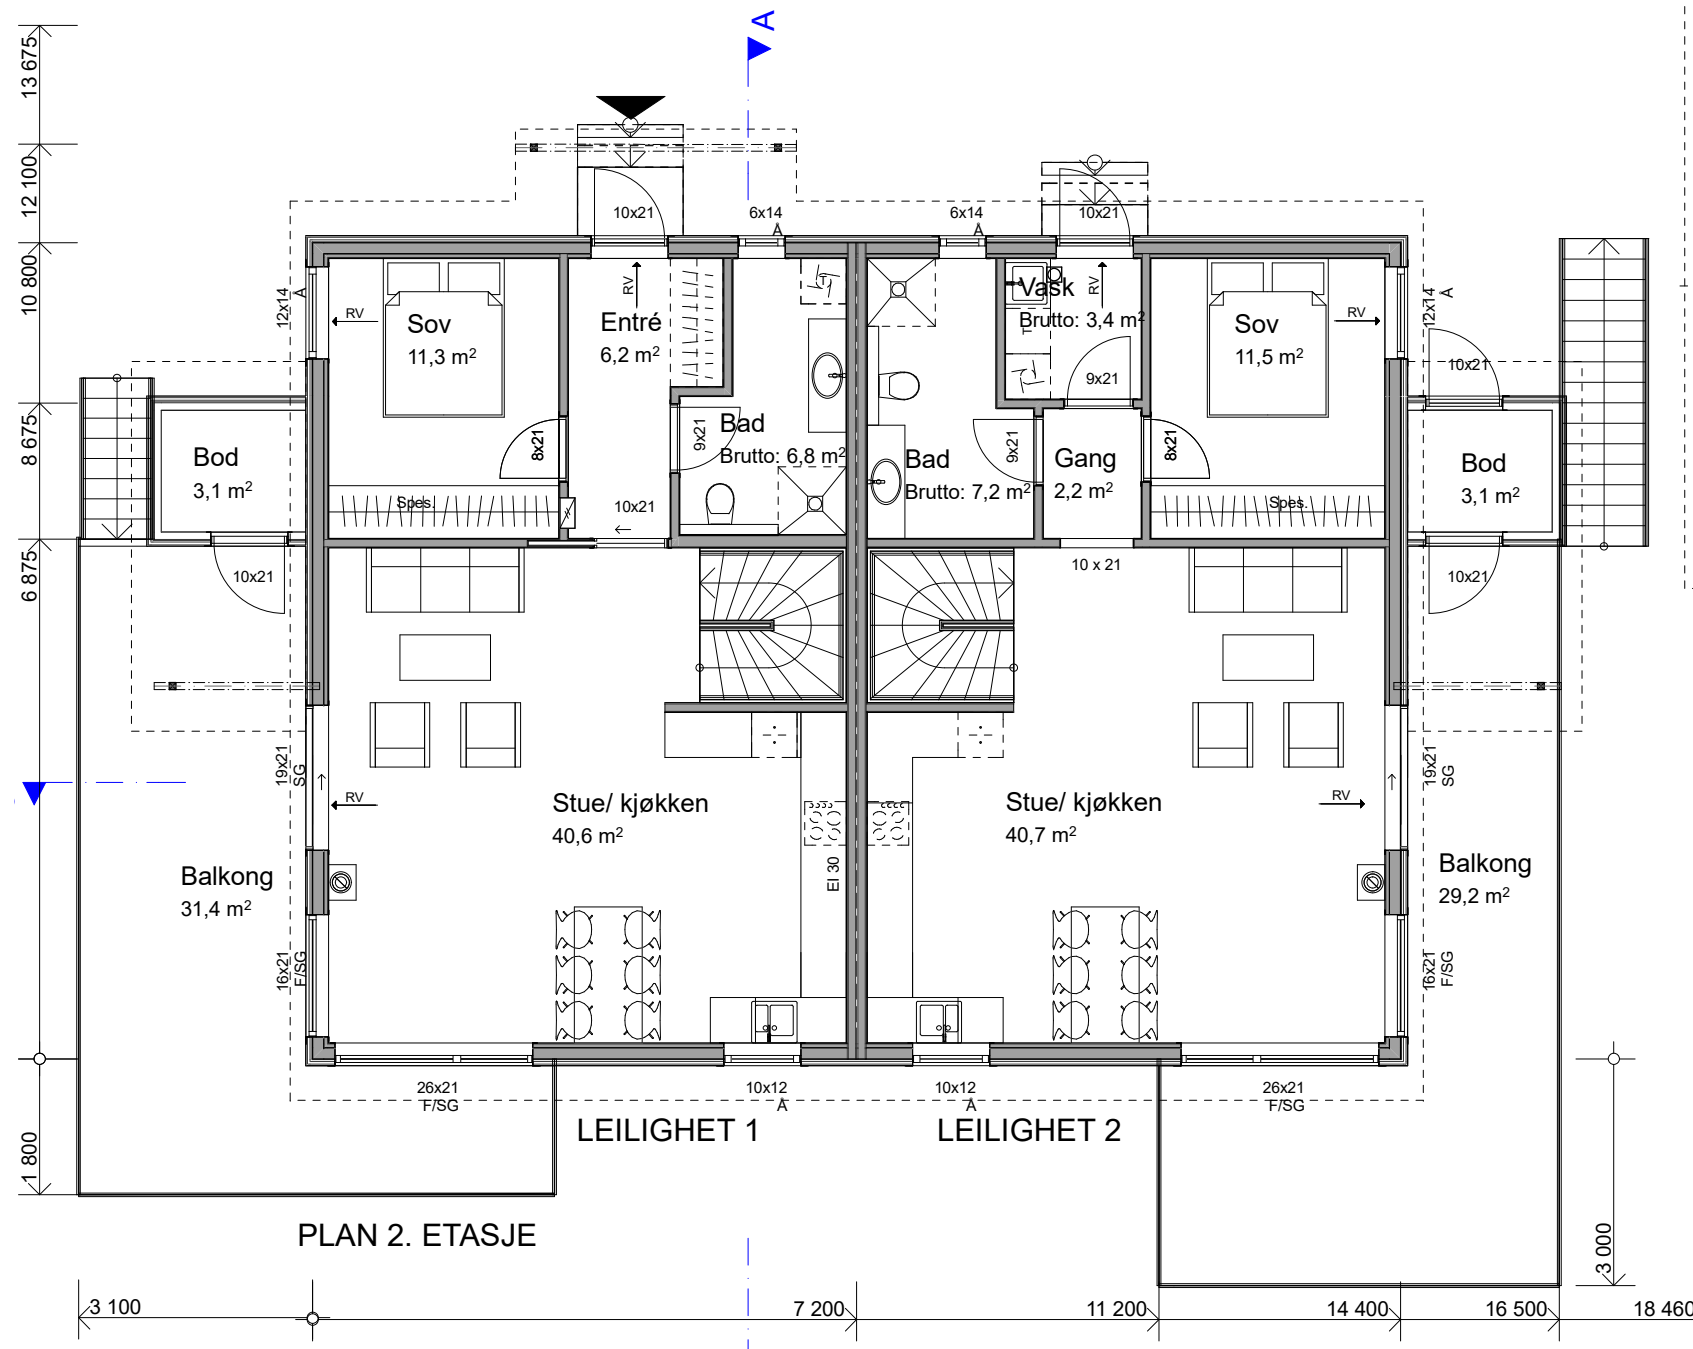 A
13 675
12 100
10 800
8 675
6 875
1 800
10x21
6x14
Å
6x14
Å
10x21
12x14
Å
RV
Sov
11,3 m²
RV
Entré
6,2 m²
T
Vask
Brutto: 3,4 m²
T
RV
Sov
11,5 m²
RV
12x14
Å
10x21
9x21
8x21
9x21
Bad
Brutto: 6,8 m²
Bad
Brutto: 7,2 m²
9x21
Gang
2,2 m²
8x21
Bod
3,1 m²
Bod
3,1 m²
Spes.
10x21
Spes.
10x21
10 x 21
10x21
19x21
SG
RV
Stue/ kjøkken
40,6 m²
Stue/ kjøkken
40,7 m²
RV
19x21
SG
EI 30
Balkong
31,4 m²
Balkong
29,2 m²
16x21
F/SG
16x21
F/SG
26x21
F/SG
10x12
Å
10x12
Å
26x21
F/SG
LEILIGHET 1
LEILIGHET 2
PLAN 2. ETASJE
3 000
3 100
7 200
11 200
14 400
16 500
18 460